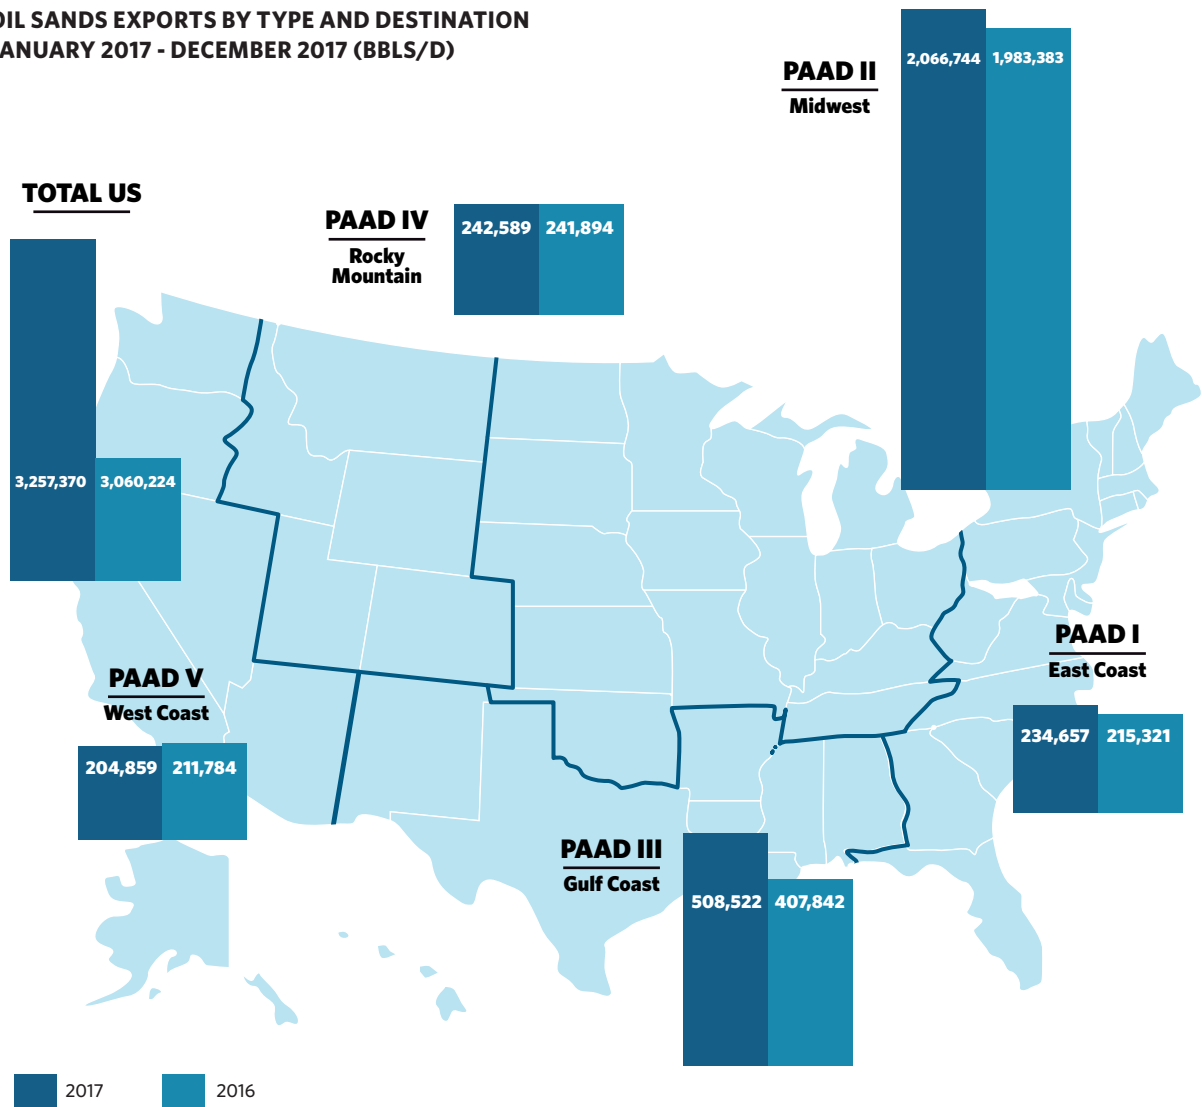 OIL SANDS EXPORTS BY TYPE AND DESTINATION
ANUARY 2017 - DECEMBER 2017 (BBLS/D)
PAAD II
Midwest
2,066,744 1,983,383
TOTAL US
3,257,370 3,060,224
PAAD IV
Rocky
Mountain
242,589 241,894
PAAD I
East Coast
234,657 215,321
PAAD V
West Coast
204,859 211,784
PAAD III
Gulf Coast
508,522 407,842
2017 2016